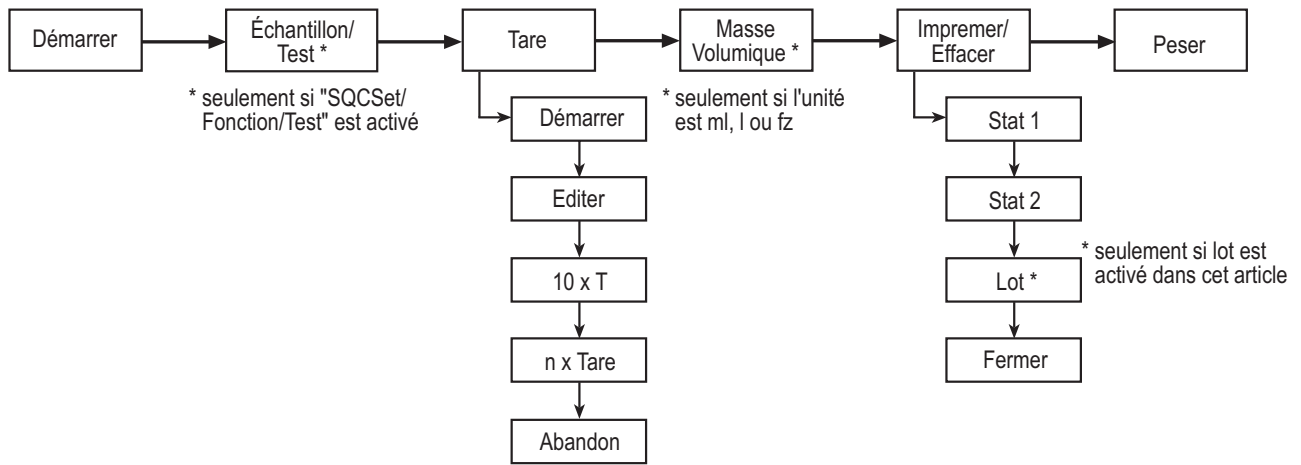 Démarrer
Échantillon/
Test *
Tare
Masse
Volumique *
Impremer/
Effacer
Peser
* seulement si "SQCSet/
Fonction/Test" est activé
* seulement si l'unité
est ml, l ou fz
Démarrer
Editer
10 x T
n x Tare
Abandon
Stat 1
Stat 2
Lot *
Fermer
* seulement si lot est
activé dans cet article